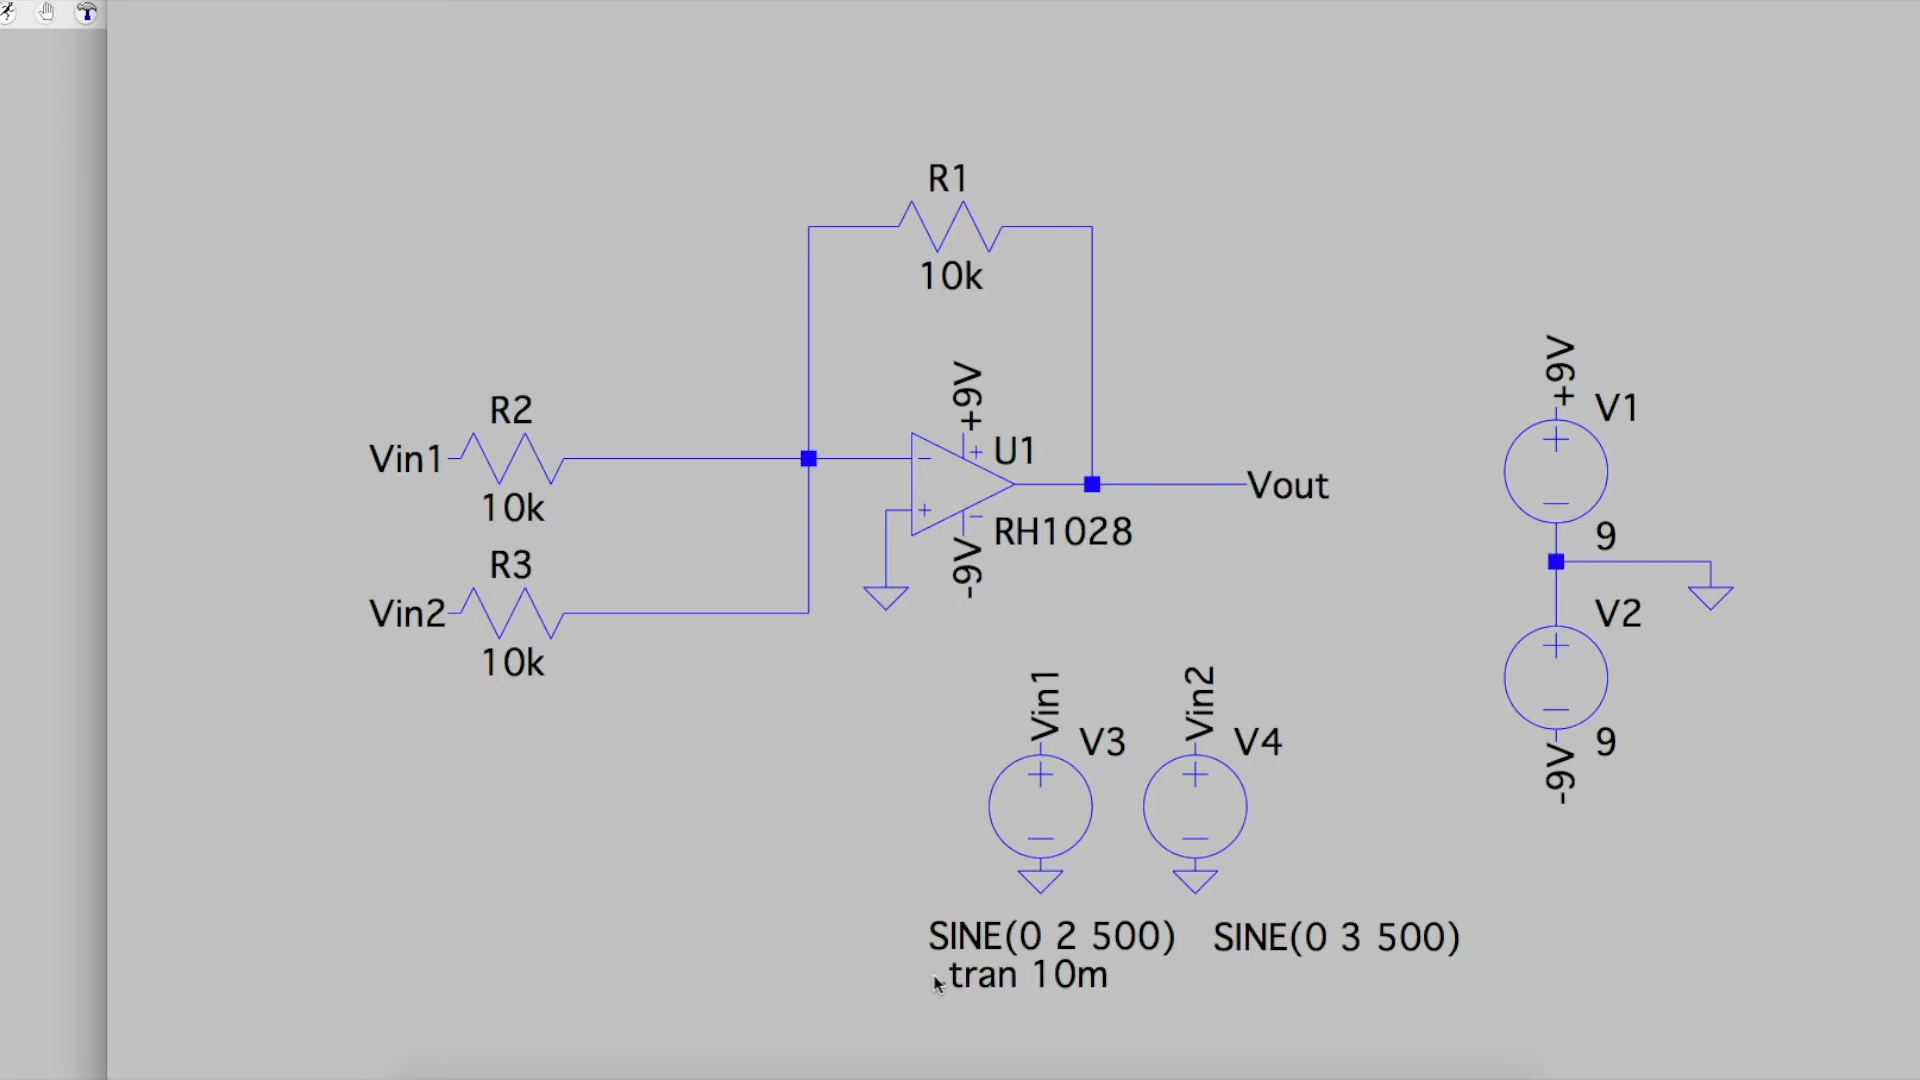 R1
10k
+9V
+9V
V1
R2
U1
Vin1
Vout
10k
RH1028
9
R3
-9V
Vin2
V2
10k
Vin1
Vin2
V3
V4
9
-9V
SINE(0 2 500)
SINE(0 3 500)
tran 10m